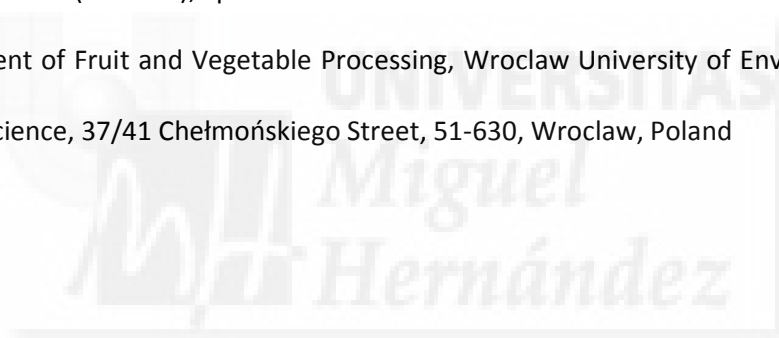 ent of Fruit and Vegetable Processing, Wroclaw University of Env
cience, 37/41 Chełmońskiego Street, 51-630, Wroclaw, Poland
UNIVERSITAS
Miguel
Hernández